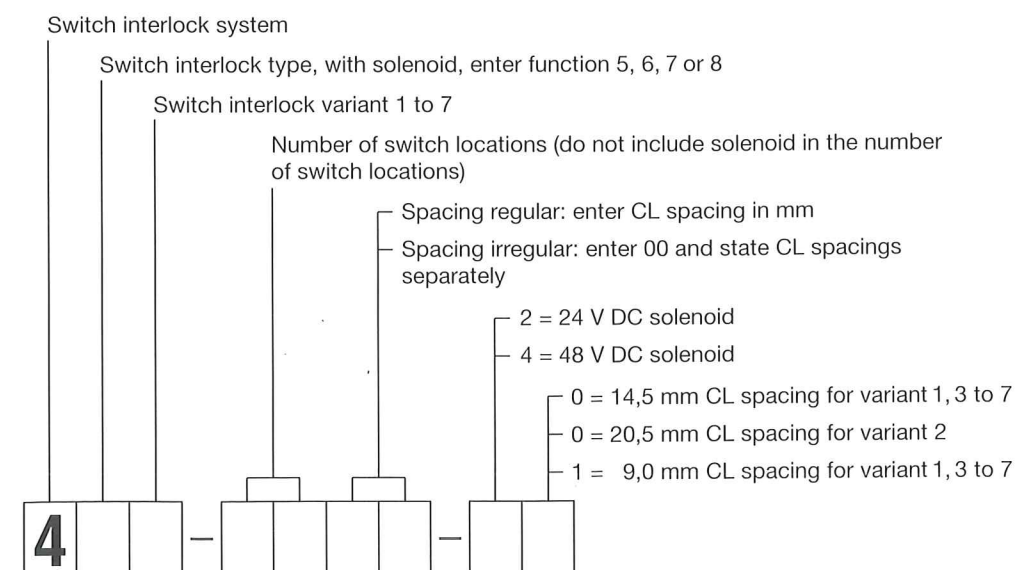 Switch interlock system
Switch interlock type, with solenoid, enter function 5, 6, 7 or 8
Switch interlock variant 1 to 7
Number of switch locations (do not include solenoid in the number
of switch locations)
Spacing regular: enter CL spacing in mm
Spacing irregular: enter 00 and state CL spacings
separately
2 = 24 V DC solenoid
4 = 48 V DC solenoid
0 = 14,5 mm CL spacing for variant 1, 3 to 7
0 = 20,5 mm CL spacing for variant 2
1 = 9,0 mm CL spacing for variant 1, 3 to 7
4 – –